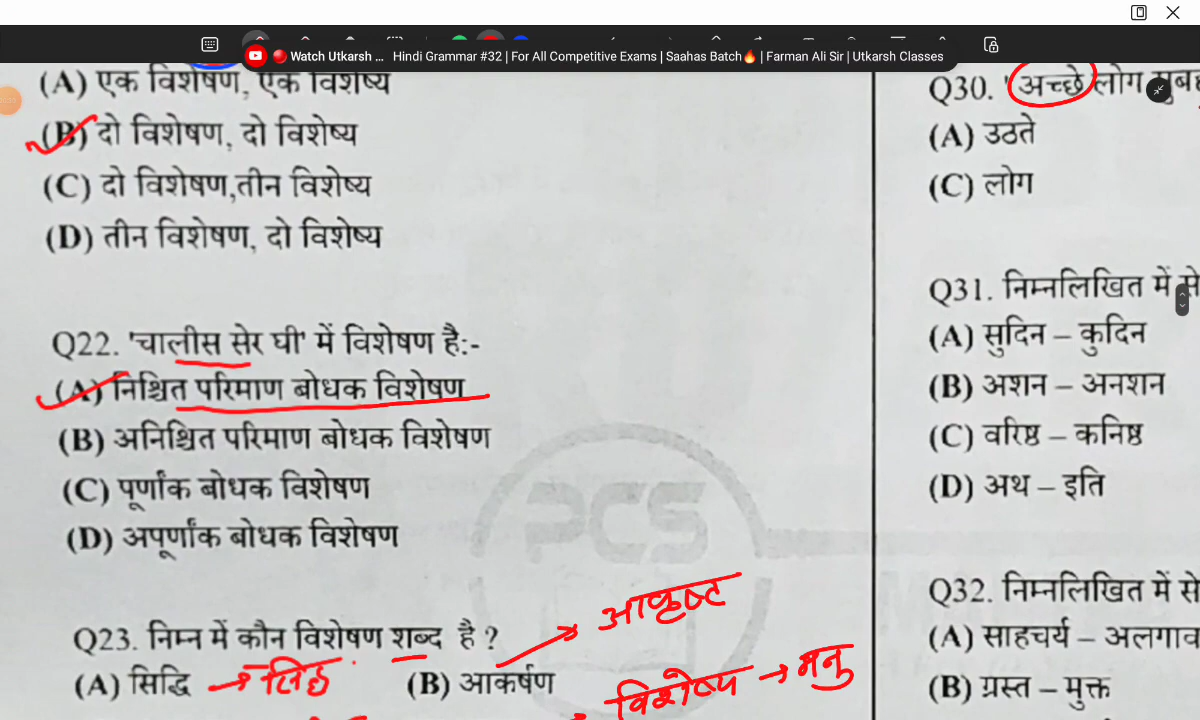 Watch Utkarsh ... Hindi Grammar #32 | For All Competitive Exams | Saahas Batch🔥 | Farman Ali Sir | Utkarsh Classes
(A) एक विशेषण, एक विशेष्य
(B) दो विशेषण, दो विशेष्य
(C) दो विशेषण,तीन विशेष्य
(D) तीन विशेषण, दो विशेष्य
Q22. 'चालीस सेर घी' में विशेषण है:-
(A) निश्चित परिमाण बोधक विशेषण
(B) अनिश्चित परिमाण बोधक विशेषण
(C) पूर्णांक बोधक विशेषण
(D) अपूर्णांक बोधक विशेषण
PCS
आकृष्ट
Q23. निम्न में कौन विशेषण शब्द है ?
(A) सिद्धि → सिद्ध (B) आकर्षण
विशेष्य → मनु
Q30. 'अच्छे लोग
(A) उठते
(C) लोग
Q31. निम्नलिखित में से
(A) सुदिन – कुदिन
(B) अशन – अनशन
(C) वरिष्ठ – कनिष्ठ
(D) अथ – इति
Q32. निम्नलिखित में से
(A) साहचर्य – अलगाव
(B) ग्रस्त – मुक्त